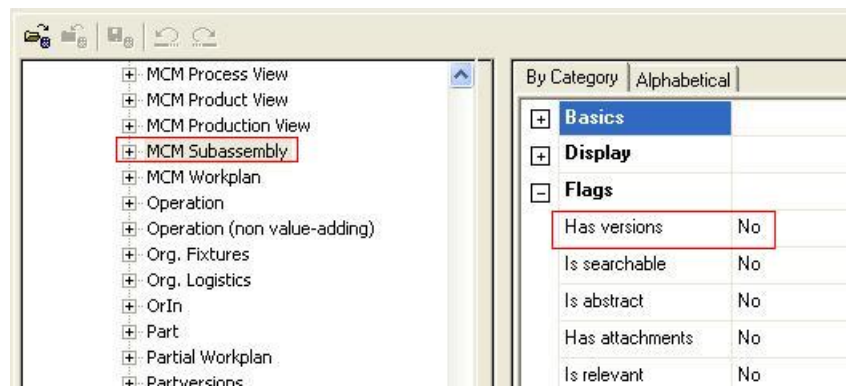 MCM Process View
MCM Product View
MCM Production View
MCM Subassembly
MCM Workplan
Operation
Operation (non value-adding)
Org. Fixtures
Org. Logistics
OrIn
Part
Partial Workplan
Partversions
By Category Alphabetical
Basics
Display
Flags
Has versions No
Is searchable No
Is abstract No
Has attachments No
Is relevant No